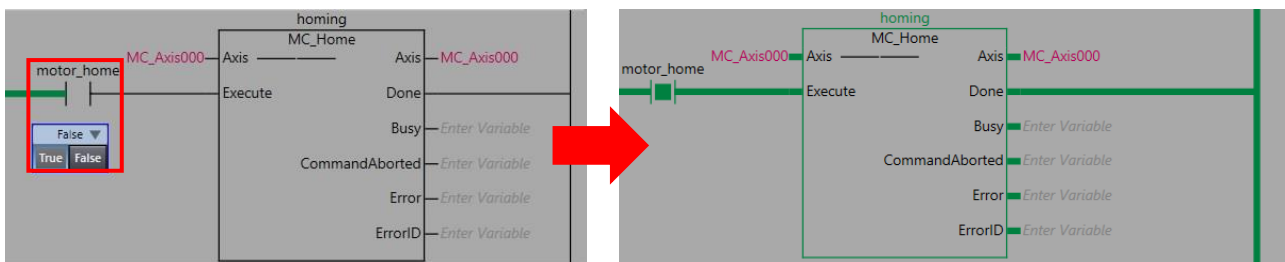 homing
MC_Home
MC_Axis000 Axis Axis MC_Axis000
motor_home
Execute Done
False
True False
Busy Enter Variable
CommandAborted Enter Variable
Error Enter Variable
ErrorID Enter Variable
homing
MC_Home
MC_Axis000 Axis Axis MC_Axis000
motor_home
Execute Done
Busy Enter Variable
CommandAborted Enter Variable
Error Enter Variable
ErrorID Enter Variable